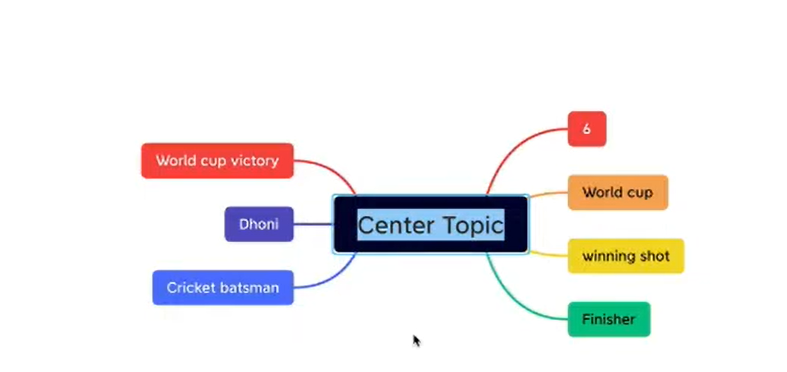 World cup victory
Dhoni
Cricket batsman
Center Topic
6
World cup
winning shot
Finisher